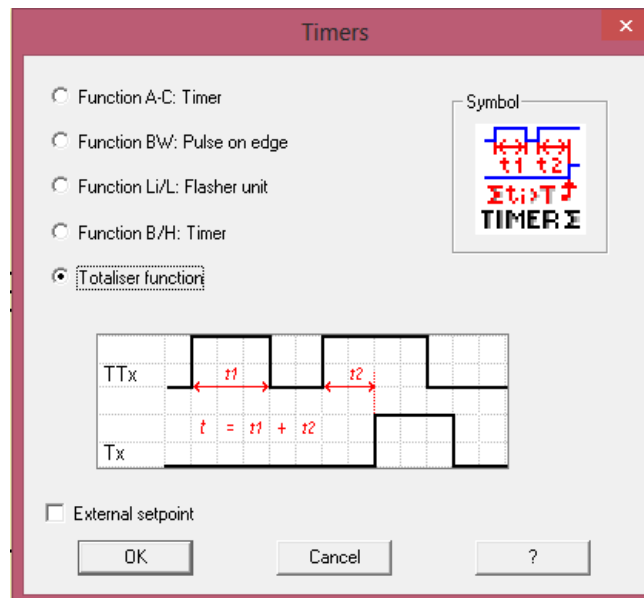 Timers
x
Function A-C: Timer
Function BW: Pulse on edge
Function Li/L: Flasher unit
Function B/H: Timer
Totaliser function
Symbol
t1 t2
Σti>T
TIMER Σ
TTx
t1
t2
t = t1 + t2
Tx
External setpoint
OK
Cancel
?